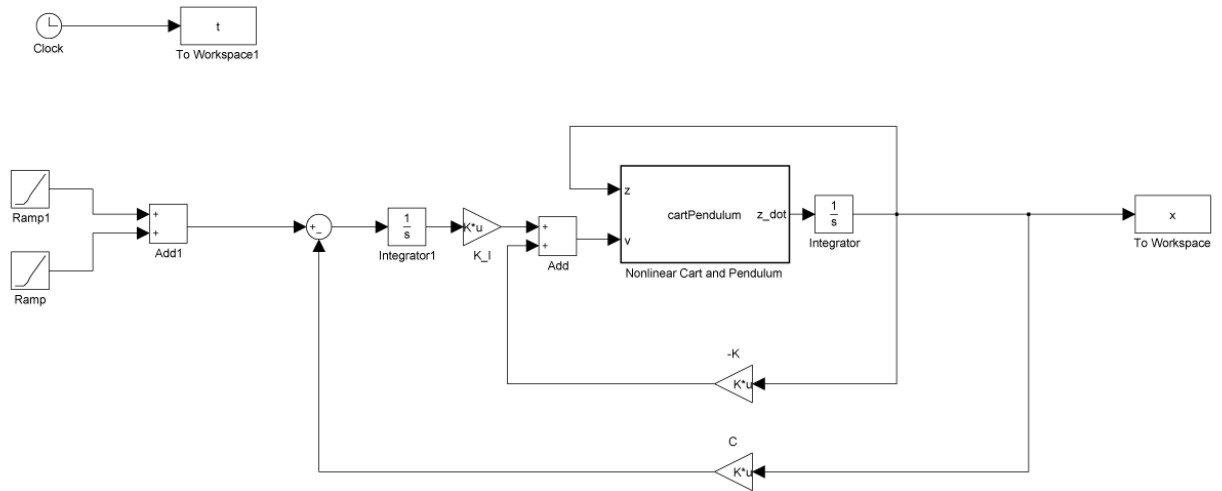 t
Clock
To Workspace1
Ramp1
+
+
Add1
Ramp
+
−
1
s
Integrator1
K*u
K_I
+
+
Add
z
v
cartPendulum
z_dot
Nonlinear Cart and Pendulum
1
s
Integrator
x
To Workspace
-K
K*u
C
K*u